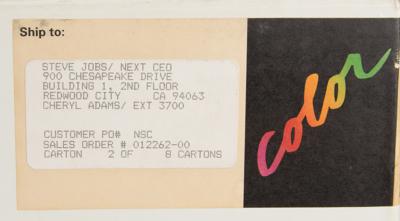 Ship to:
STEVE JOBS/ NEXT CEO
900 CHESAPEAKE DRIVE
BUILDING 1, 2ND FLOOR
REDWOOD CITY CA 94063
CHERYL ADAMS/ EXT 3700
CUSTOMER PO# NSC
SALES ORDER # 012262-00
CARTON 2 OF 8 CARTONS
color